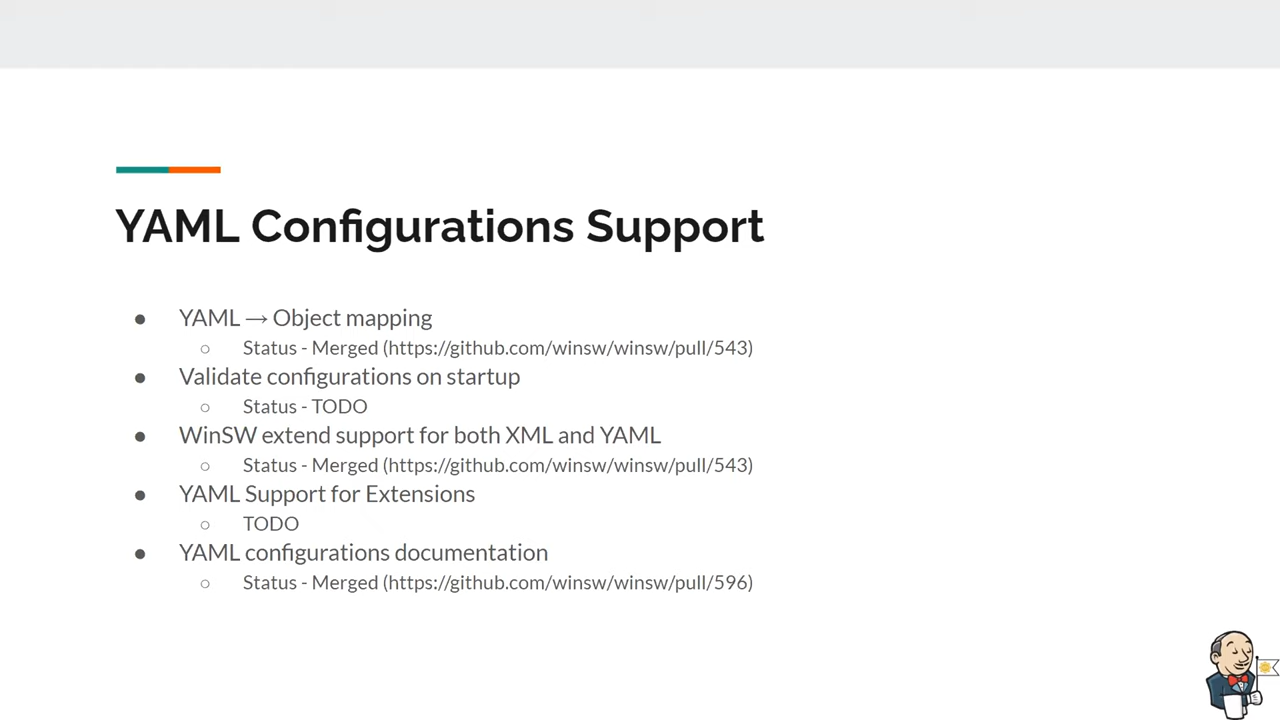 YAML Configurations Support
● YAML → Object mapping
○ Status - Merged (https://github.com/winsw/winsw/pull/543)
● Validate configurations on startup
○ Status - TODO
● WinSW extend support for both XML and YAML
○ Status - Merged (https://github.com/winsw/winsw/pull/543)
● YAML Support for Extensions
○ TODO
● YAML configurations documentation
○ Status - Merged (https://github.com/winsw/winsw/pull/596)